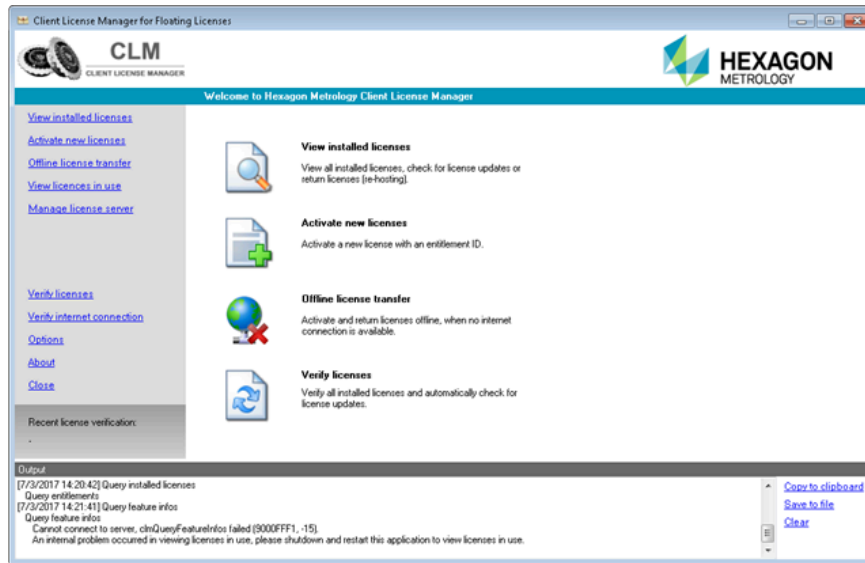 Client License Manager for Floating Licenses
CLM
CLIENT LICENSE MANAGER
HEXAGON
METROLOGY
Welcome to Hexagon Metrology Client License Manager
View installed licenses
Activate new licenses
Offline license transfer
View licences in use
Manage license server
Verify licenses
Verify internet connection
Options
About
Close
Recent license verification:
-
View installed licenses
View all installed licenses, check for license updates or
return licenses (re-hosting).
Activate new licenses
Activate a new license with an entitlement ID.
Offline license transfer
Activate and return licenses offline, when no internet
connection is available.
Verify licenses
Verify all installed licenses and automatically check for
license updates.
Output
[7/3/2017 14:20:42] Query installed licenses
Query entitlements
[7/3/2017 14:21:41] Query feature infos
Query feature infos
Cannot connect to server, clmQueryFeatureInfos failed (9000FFF1, -15).
An internal problem occurred in viewing licenses in use, please shutdown and restart this application to view licenses in use.
Copy to clipboard
Save to file
Clear